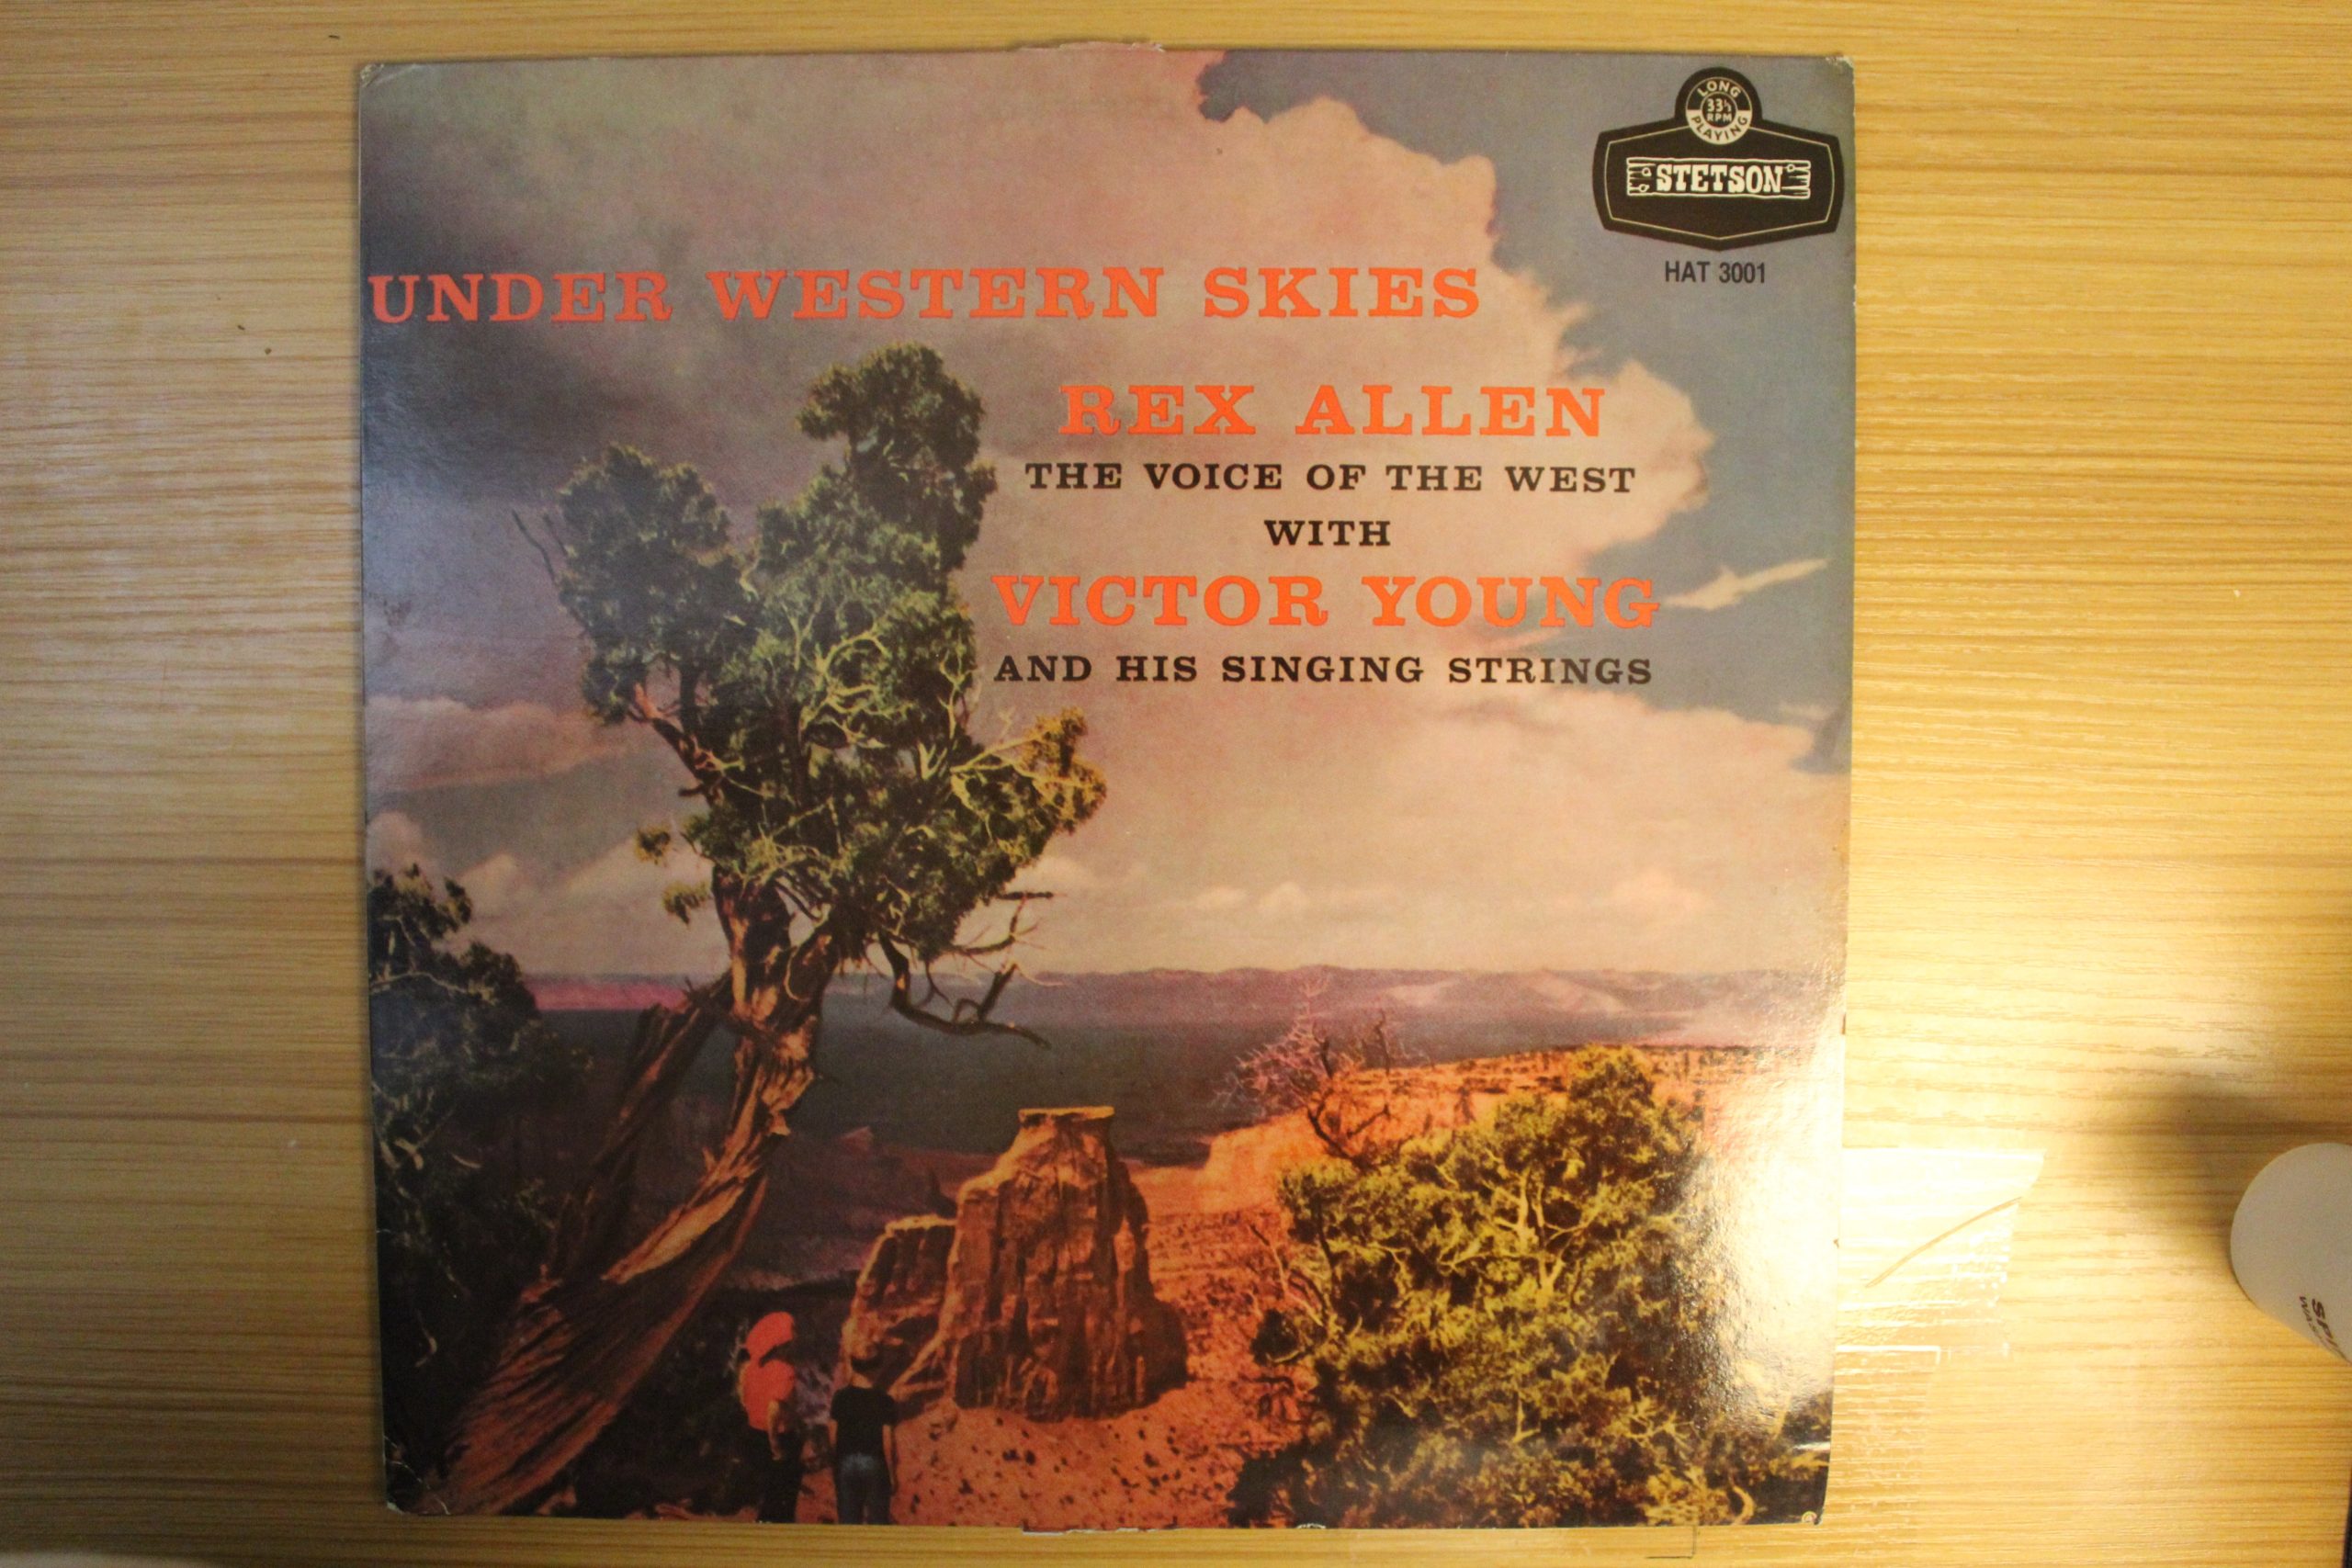 LONG
33⅓
RPM
PLAYING
STETSON
HAT 3001
UNDER WESTERN SKIES
REX ALLEN
THE VOICE OF THE WEST
WITH
VICTOR YOUNG
AND HIS SINGING STRINGS